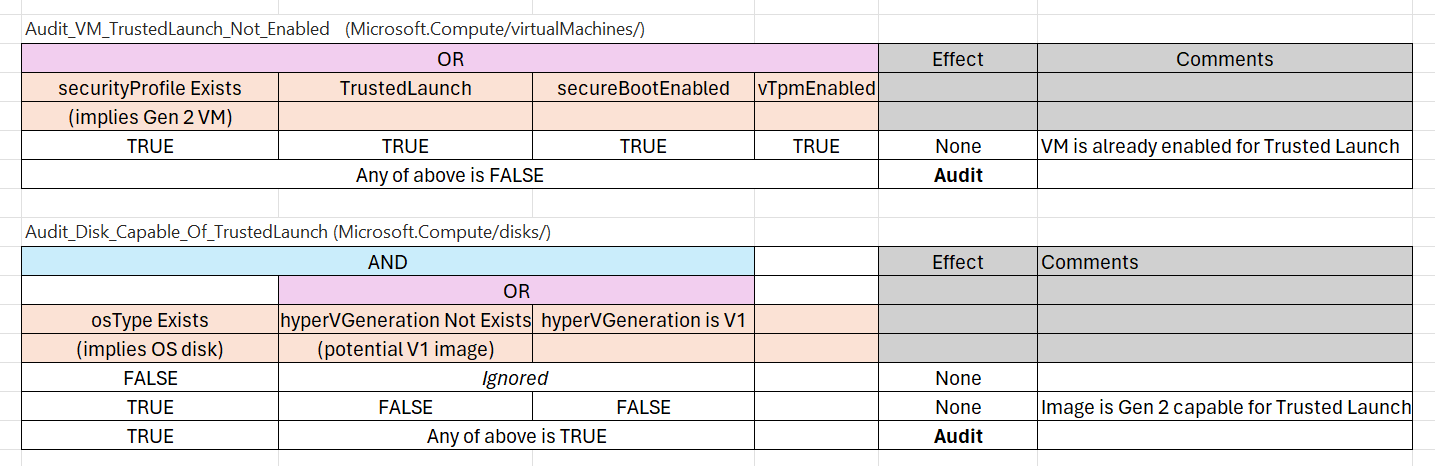 Audit_VM_TrustedLaunch_Not_Enabled (Microsoft.Compute/virtualMachines/)
OR Effect Comments
securityProfile Exists TrustedLaunch secureBootEnabled vTpmEnabled
(implies Gen 2 VM)
TRUE TRUE TRUE TRUE None VM is already enabled for Trusted Launch
Any of above is FALSE Audit
Audit_Disk_Capable_Of_TrustedLaunch (Microsoft.Compute/disks/)
AND Effect Comments
OR
osType Exists hyperVGeneration Not Exists hyperVGeneration is V1
(implies OS disk) (potential V1 image)
FALSE Ignored None
TRUE FALSE FALSE None Image is Gen 2 capable for Trusted Launch
TRUE Any of above is TRUE Audit